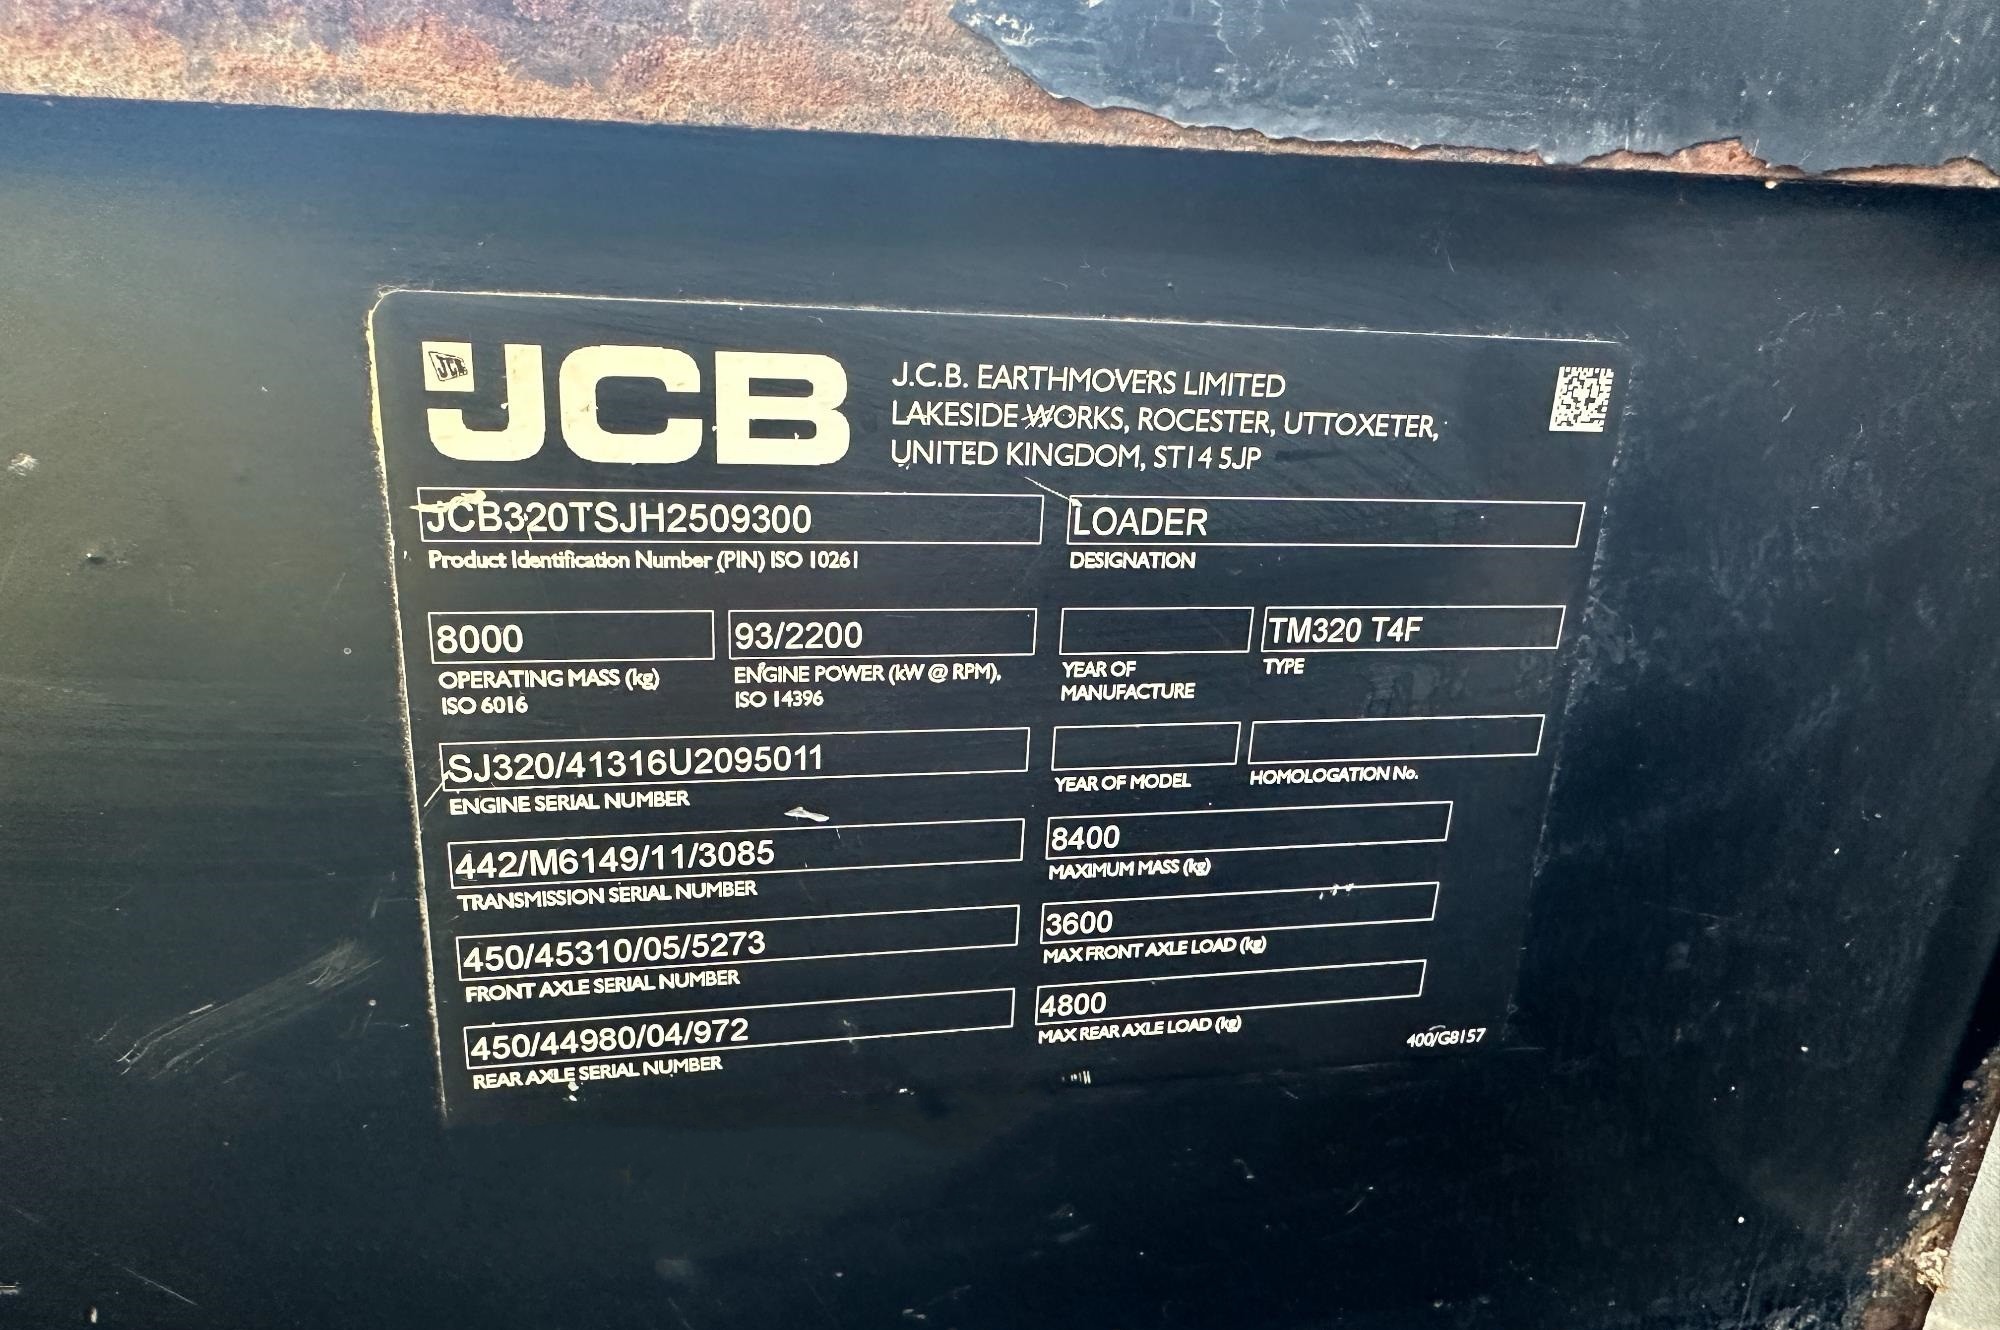 JCB
JCB
J.C.B. EARTHMOVERS LIMITED
LAKESIDE WORKS, ROCESTER, UTTOXETER,
UNITED KINGDOM, ST14 5JP
JCB320TSJH2509300
Product Identification Number (PIN) ISO 10261
LOADER
DESIGNATION
8000
OPERATING MASS (kg)
ISO 6016
93/2200
ENGINE POWER (kW @ RPM),
ISO 14396
YEAR OF
MANUFACTURE
TM320 T4F
TYPE
SJ320/41316U2095011
ENGINE SERIAL NUMBER
YEAR OF MODEL
HOMOLOGATION No.
442/M6149/11/3085
TRANSMISSION SERIAL NUMBER
8400
MAXIMUM MASS (kg)
450/45310/05/5273
FRONT AXLE SERIAL NUMBER
3600
MAX FRONT AXLE LOAD (kg)
450/44980/04/972
REAR AXLE SERIAL NUMBER
4800
MAX REAR AXLE LOAD (kg)
400/G8157